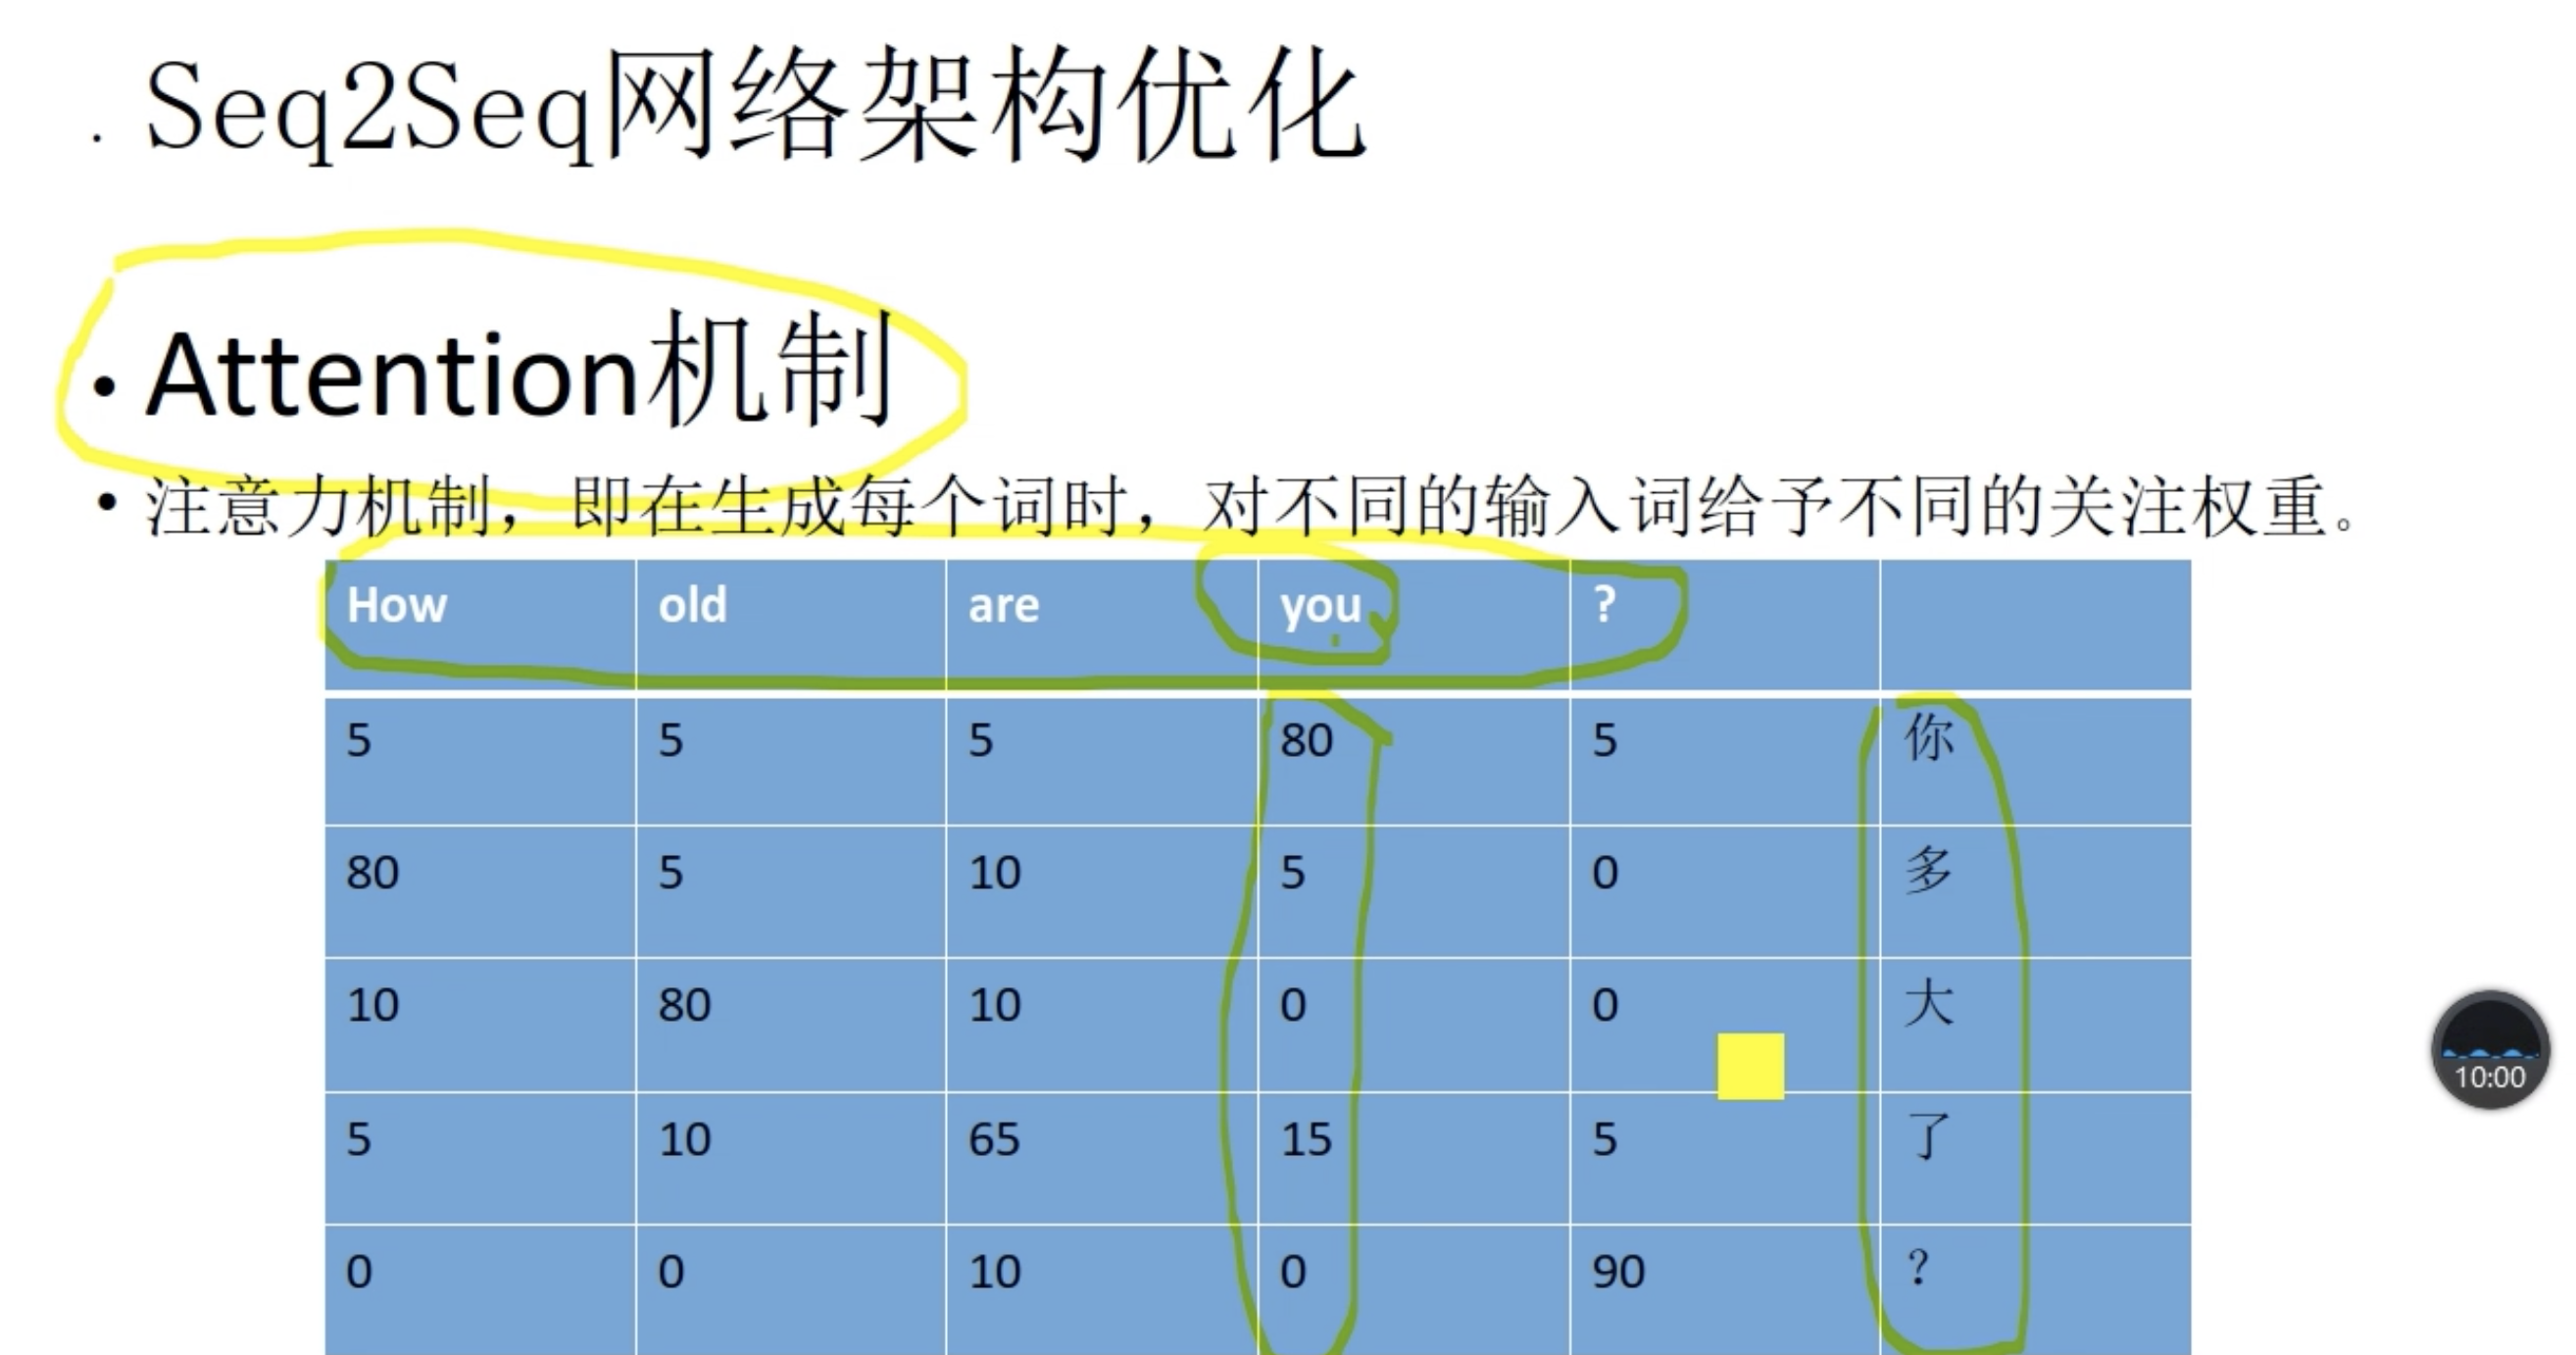 Seq2Seq网络架构优化
Attention机制
注意力机制，即在生成每个词时，对不同的输入词给予不同的关注权重。
How old are you ?
5 5 5 80 5 你
80 5 10 5 0 多
10 80 10 0 0 大
5 10 65 15 5 了
0 0 10 0 90 ？
10:00